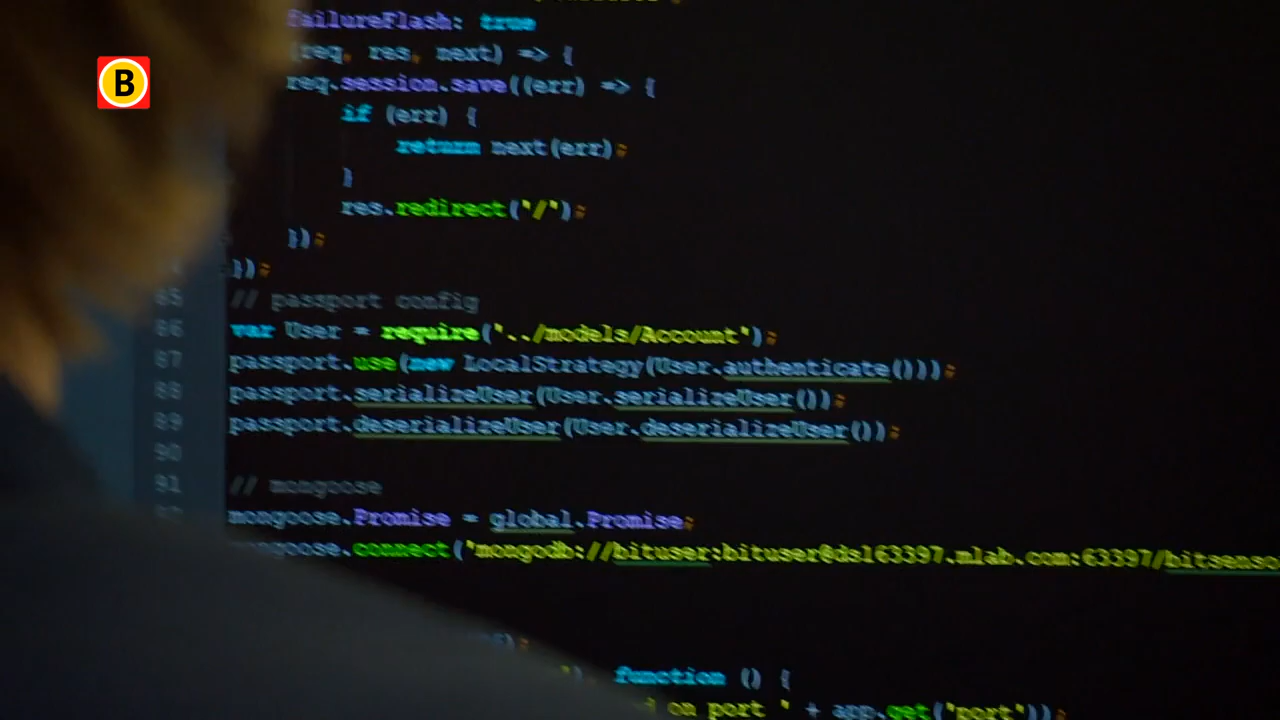 failureFlash: true
(req, res, next) => {
B
req.session.save((err) => {
if (err) {
return next(err);
}
res.redirect('/');
});
});
85 // passport config
86 var User = require('../models/Account');
87 passport.use(new LocalStrategy(User.authenticate()));
88 passport.serializeUser(User.serializeUser());
89 passport.deserializeUser(User.deserializeUser());
90
91 // mongoose
mongoose.Promise = global.Promise;
mongoose.connect('mongodb://bituser:bituser@ds163397.mlab.com:63397/bitsenso
);
function () {
on port ' + app.get('port'));